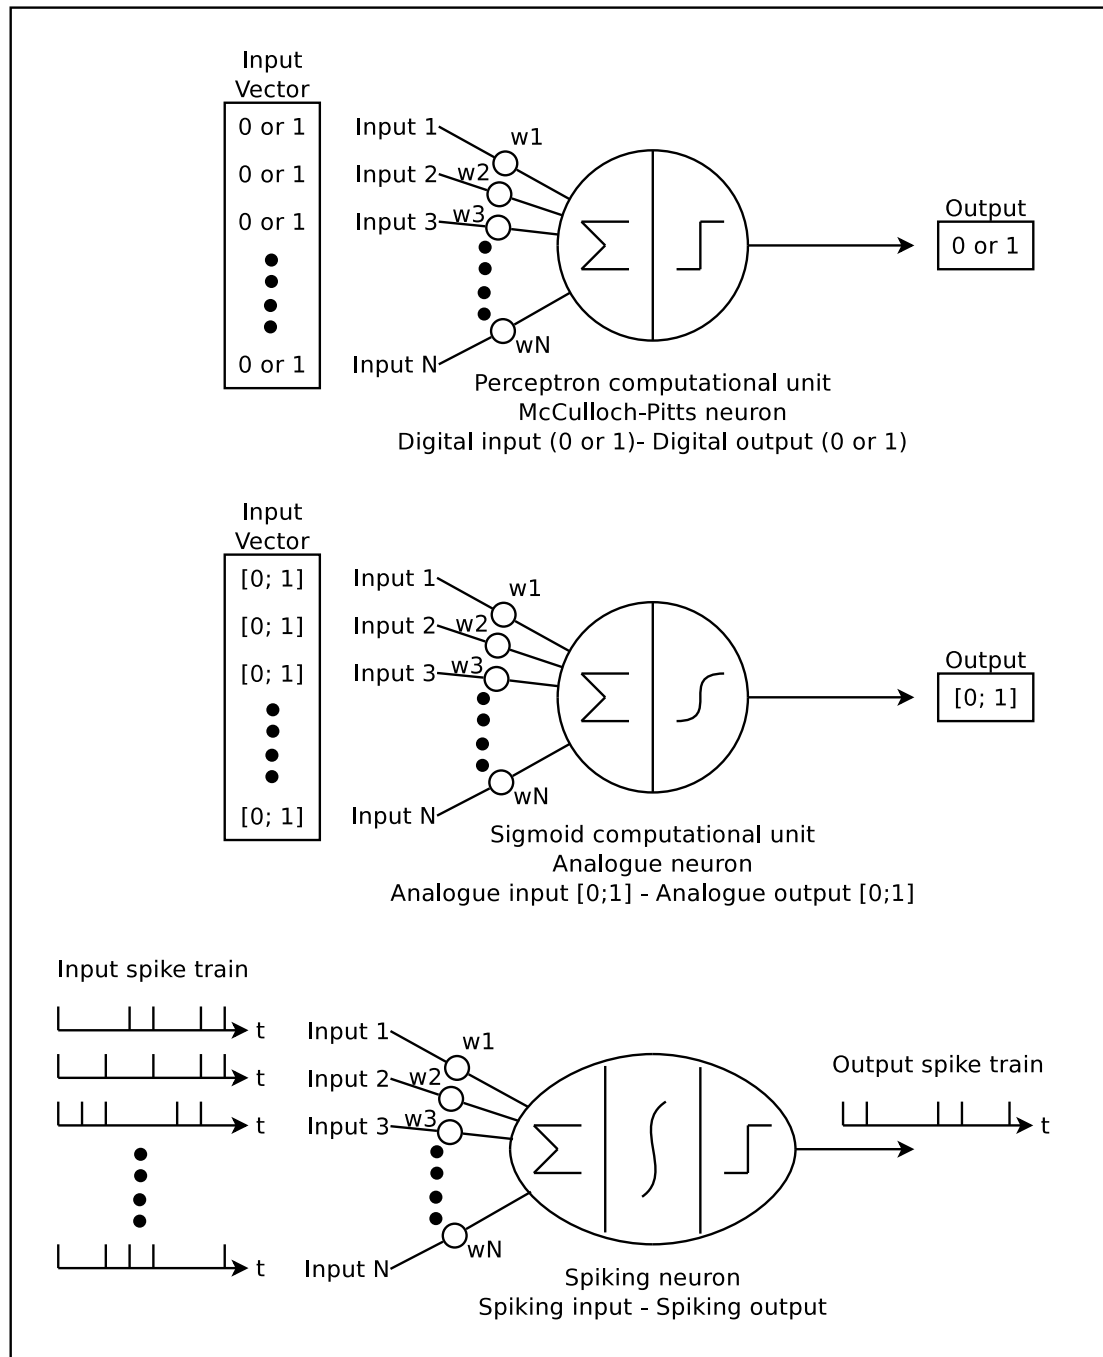 Input
Vector
0 or 1
0 or 1
0 or 1
0 or 1
Input 1
Input 2
Input 3
Input N
w1
w2
w3
wN
Output
0 or 1
Perceptron computational unit
McCulloch-Pitts neuron
Digital input (0 or 1)- Digital output (0 or 1)
Input
Vector
[0; 1]
[0; 1]
[0; 1]
[0; 1]
Input 1
Input 2
Input 3
Input N
w1
w2
w3
wN
Output
[0; 1]
Sigmoid computational unit
Analogue neuron
Analogue input [0;1] - Analogue output [0;1]
Input spike train
t
t
t
t
Input 1
Input 2
Input 3
Input N
w1
w2
w3
wN
Output spike train
t
Spiking neuron
Spiking input - Spiking output